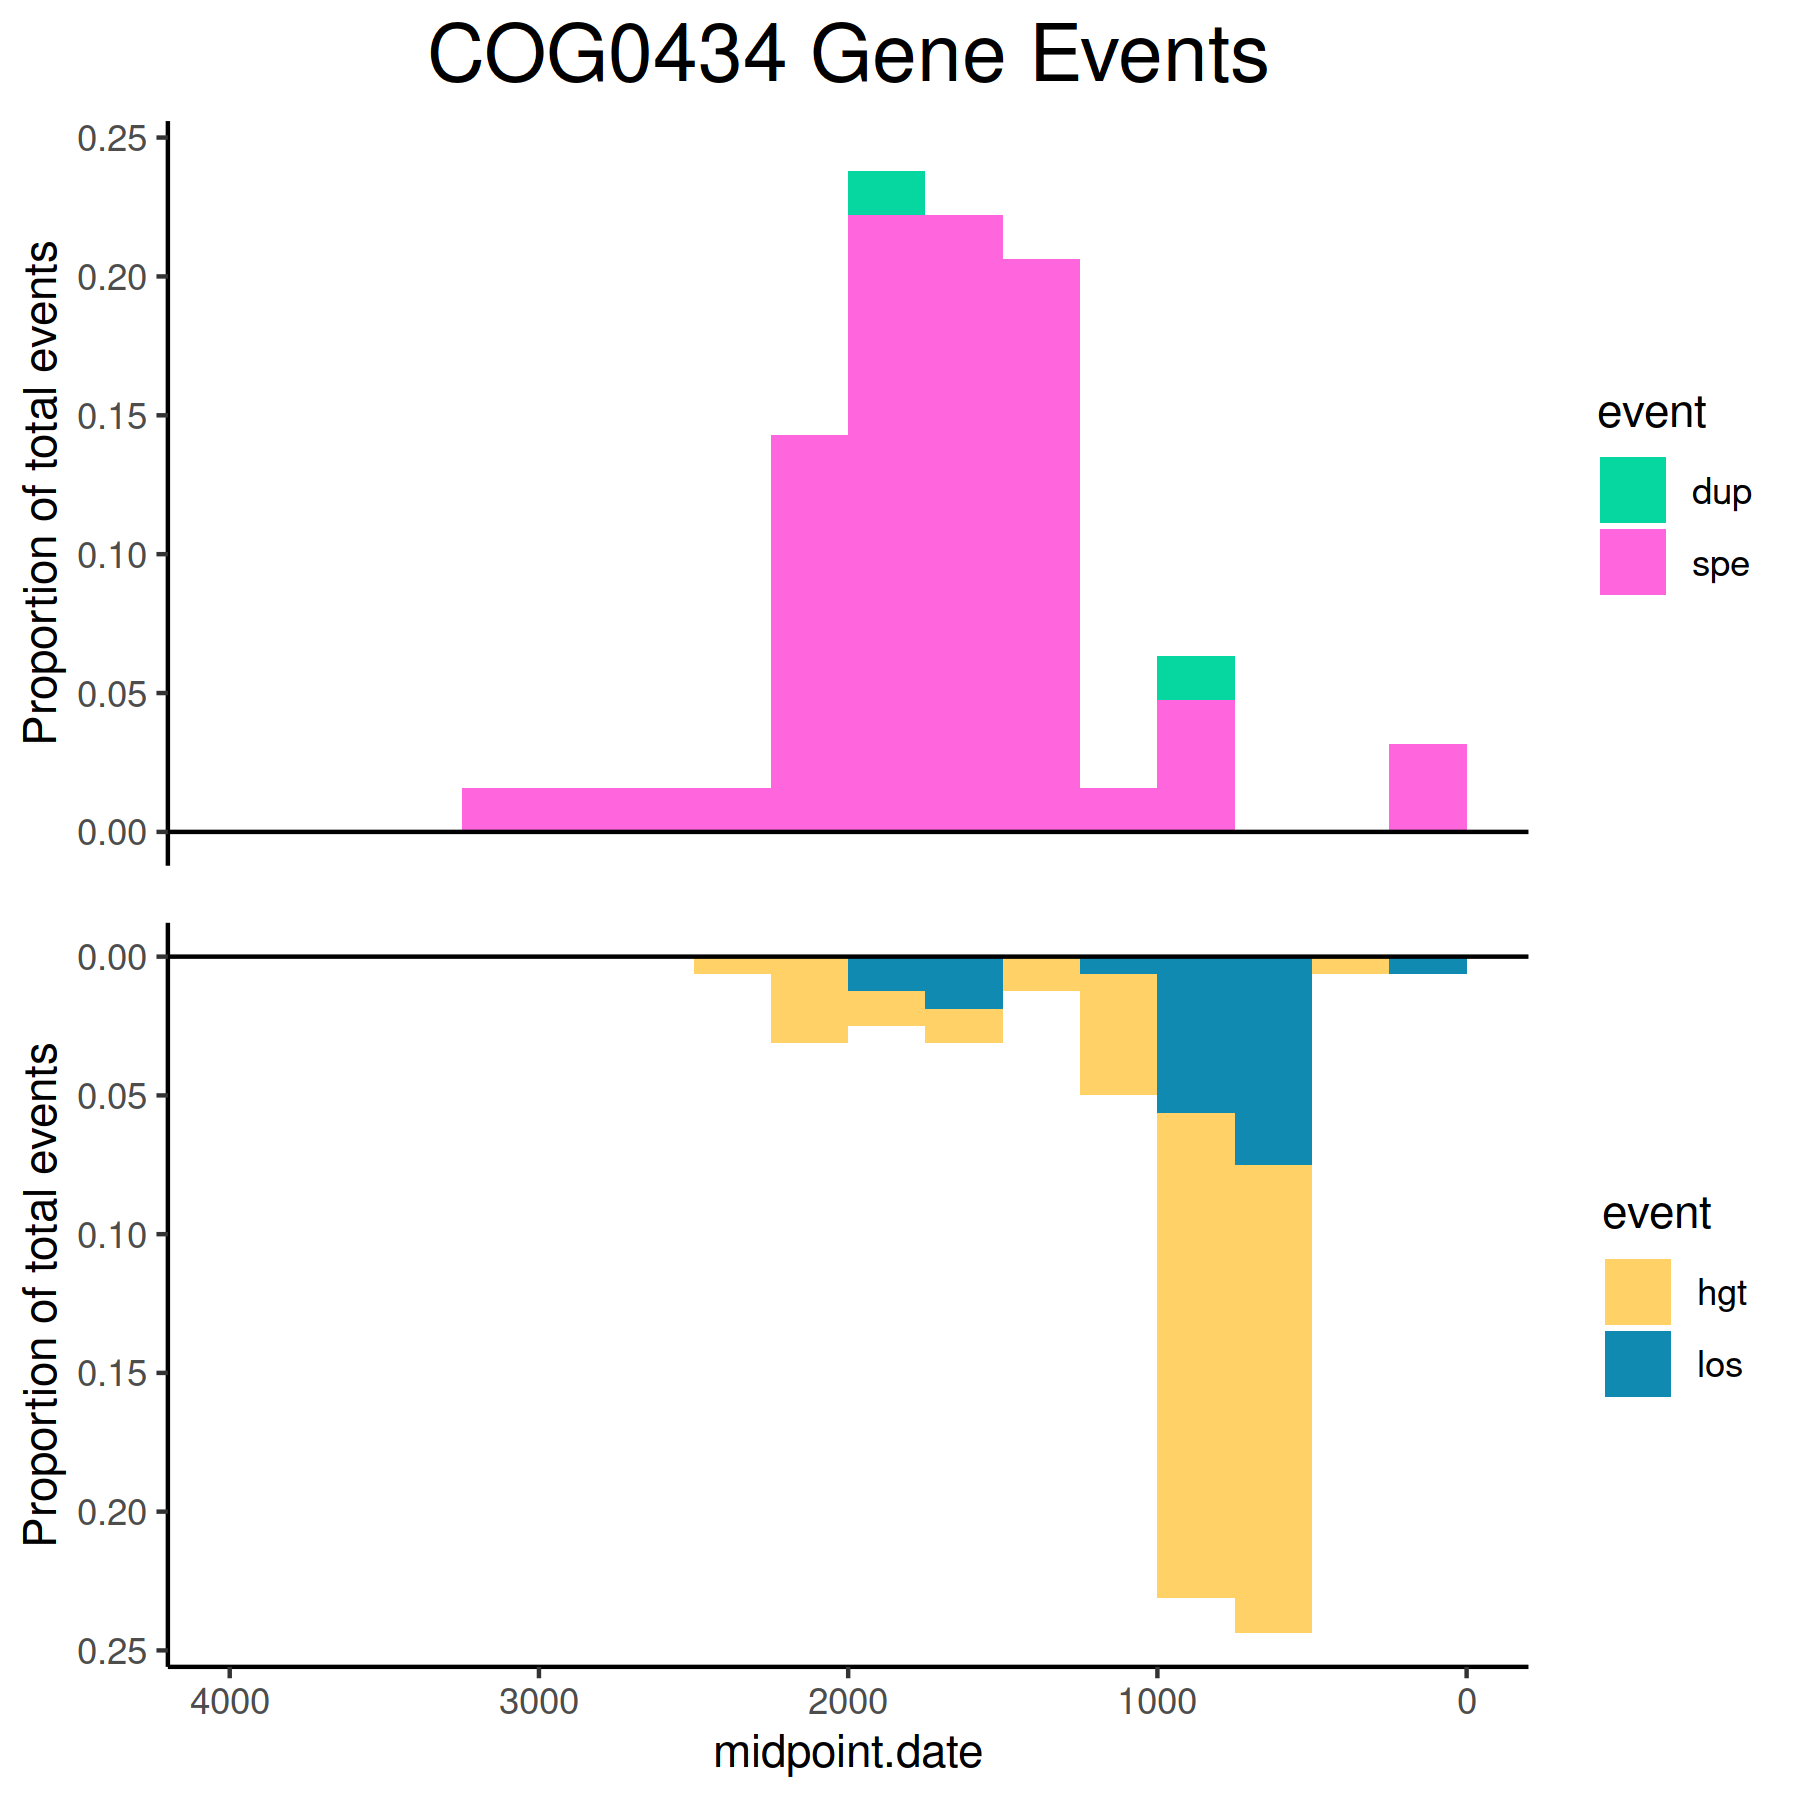 COG0434 Gene Events
Proportion of total events
0.25
0.20
0.15
0.10
0.05
0.00
event
dup
spe
Proportion of total events
0.00
0.05
0.10
0.15
0.20
0.25
event
hgt
los
4000 3000 2000 1000 0
midpoint.date